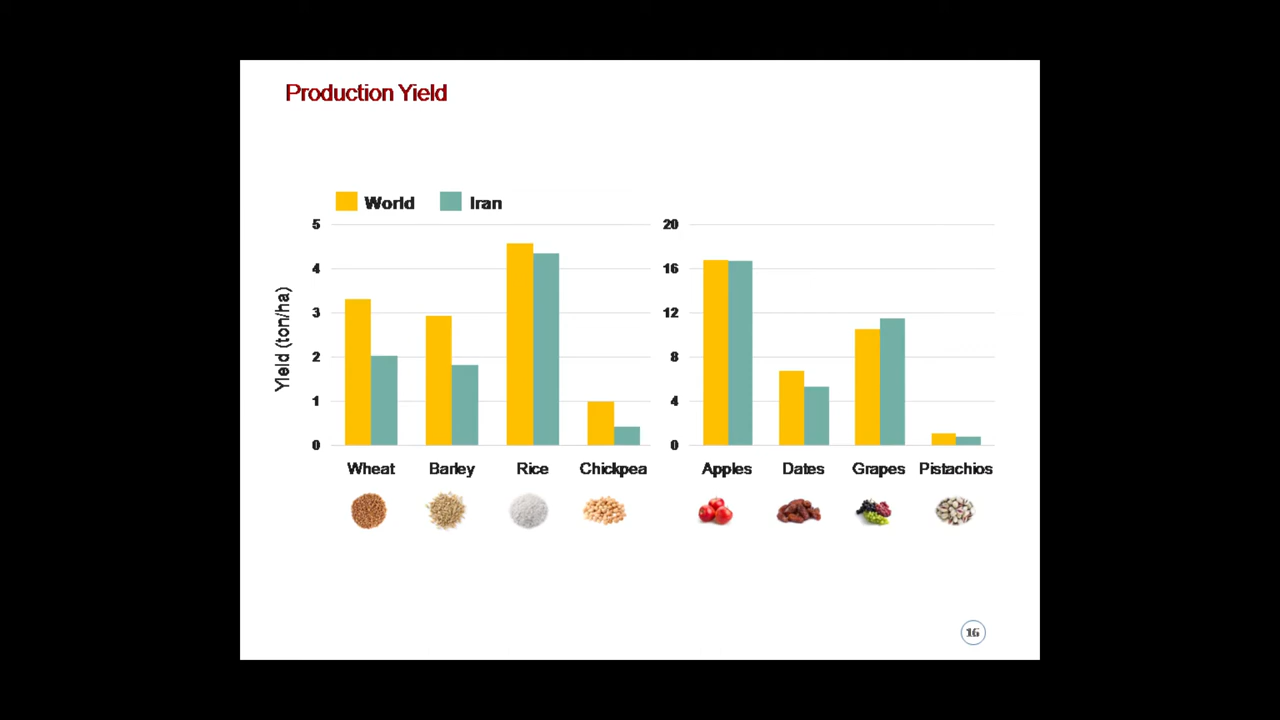 Production Yield
World
Iran
Yield (ton/ha)
5
4
3
2
1
0
Wheat
Barley
Rice
Chickpea
20
16
12
8
4
0
Apples
Dates
Grapes
Pistachios
16